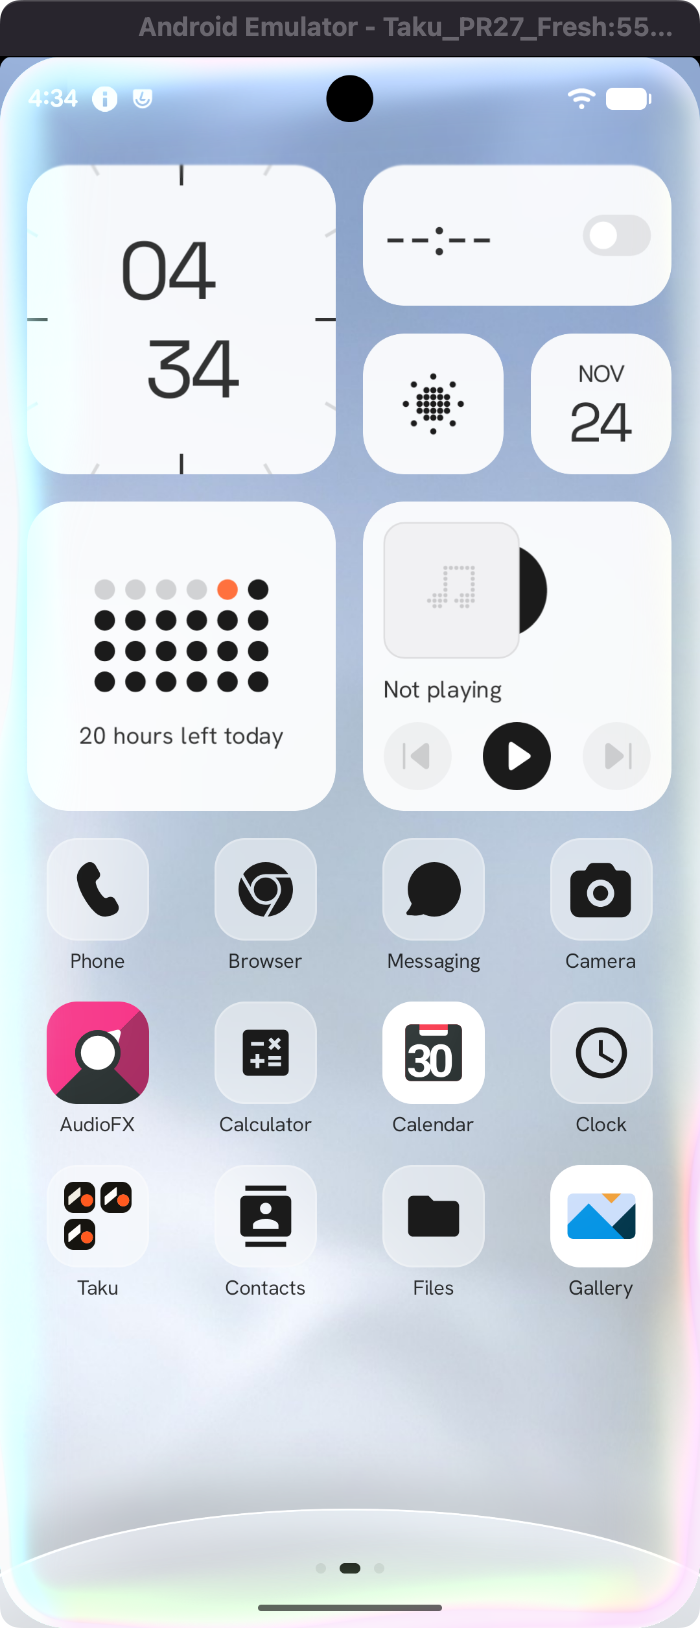 Android Emulator - Taku_PR27_Fresh:55...
4:34
04
34
--:--
NOV
24
20 hours left today
Not playing
Phone
Browser
Messaging
Camera
30
AudioFX
Calculator
Calendar
Clock
Taku
Contacts
Files
Gallery